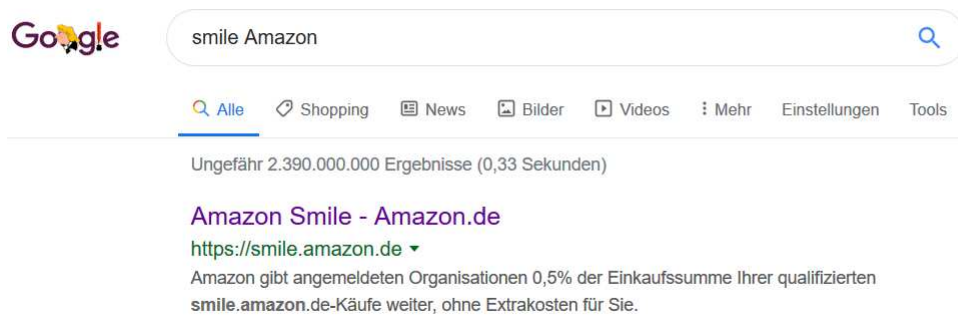 Google
smile Amazon
Alle Shopping News Bilder Videos Mehr Einstellungen Tools
Ungefähr 2.390.000.000 Ergebnisse (0,33 Sekunden)
Amazon Smile - Amazon.de
https://smile.amazon.de
Amazon gibt angemeldeten Organisationen 0,5% der Einkaufssumme Ihrer qualifizierten
smile.amazon.de-Käufe weiter, ohne Extrakosten für Sie.